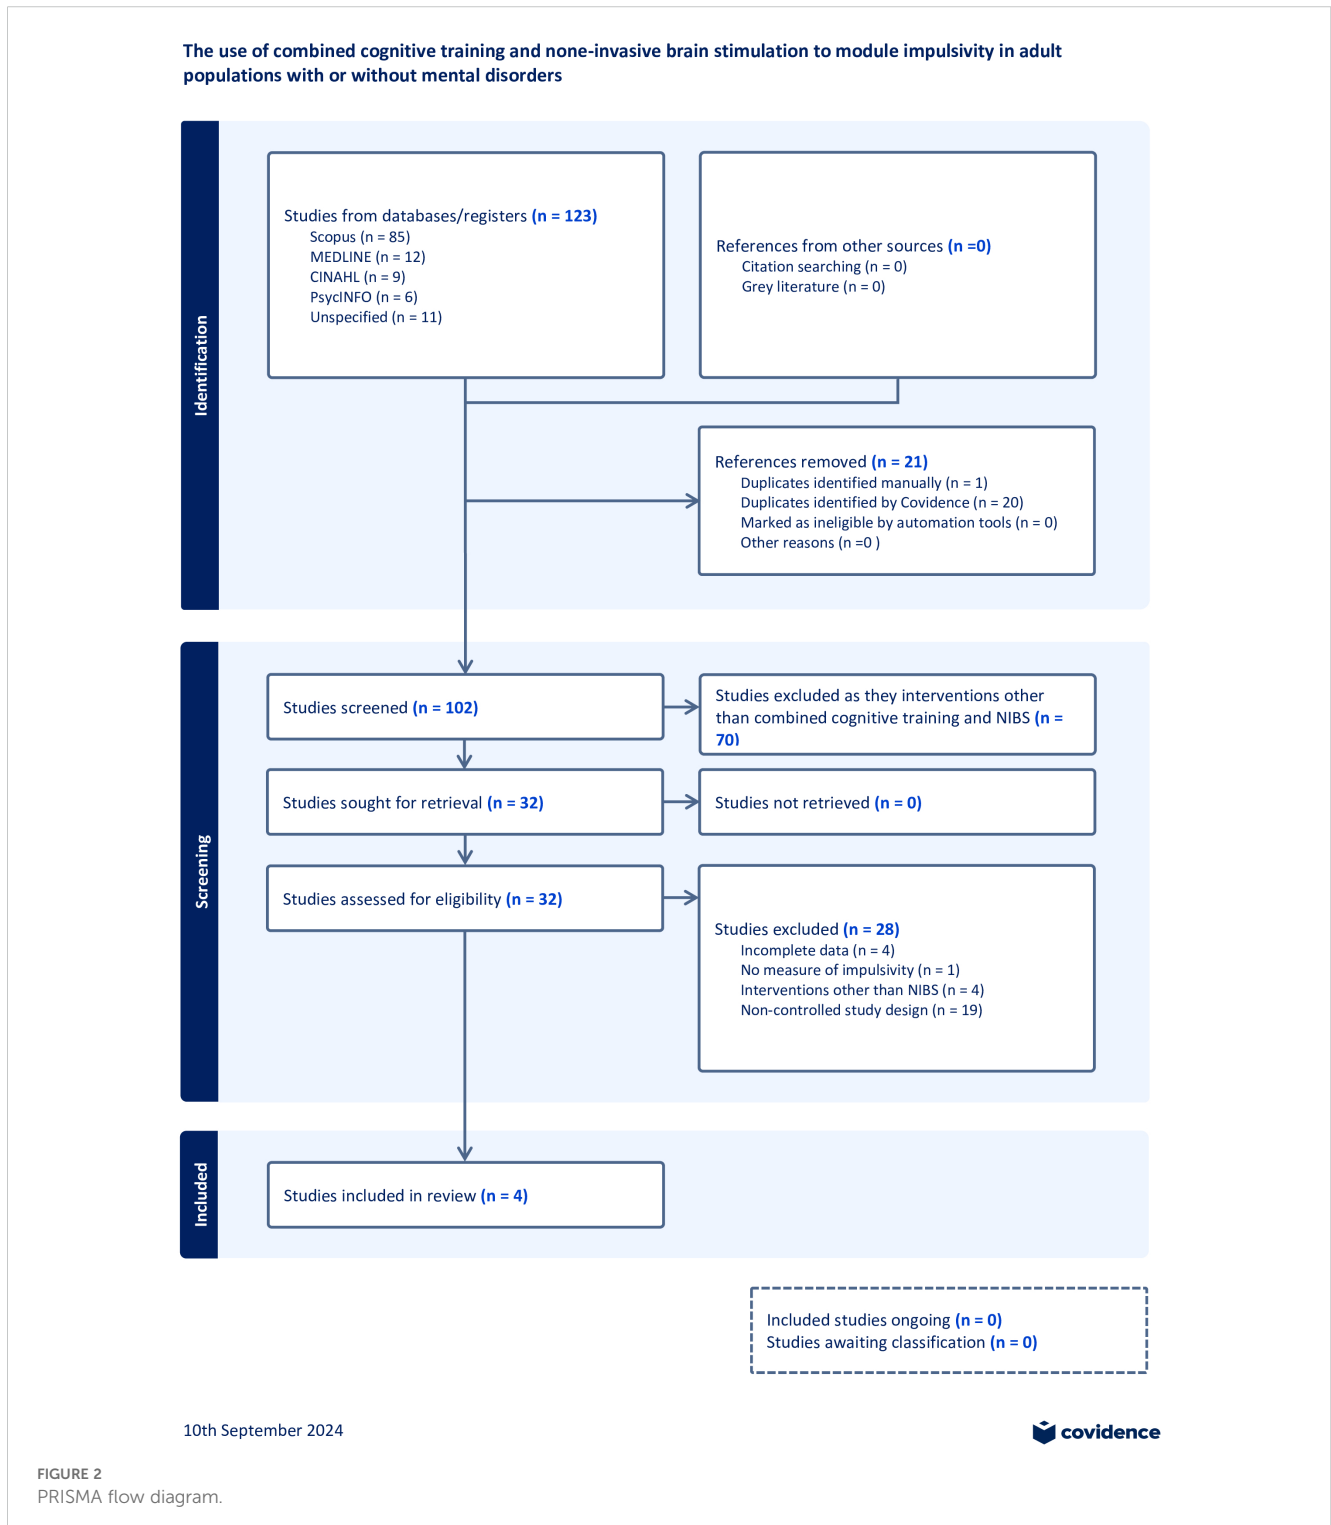 The use of combined cognitive training and none-invasive brain stimulation to module impulsivity in adult
populations with or without mental disorders
Identification
Studies from databases/registers (n = 123)
Scopus (n = 85)
MEDLINE (n = 12)
CINAHL (n = 9)
PsycINFO (n = 6)
Unspecified (n = 11)
References from other sources (n =0)
Citation searching (n = 0)
Grey literature (n = 0)
References removed (n = 21)
Duplicates identified manually (n = 1)
Duplicates identified by Covidence (n = 20)
Marked as ineligible by automation tools (n = 0)
Other reasons (n =0 )
Screening
Studies screened (n = 102)
Studies excluded as they interventions other
than combined cognitive training and NIBS (n =
70)
Studies sought for retrieval (n = 32)
Studies not retrieved (n = 0)
Studies assessed for eligibility (n = 32)
Studies excluded (n = 28)
Incomplete data (n = 4)
No measure of impulsivity (n = 1)
Interventions other than NIBS (n = 4)
Non-controlled study design (n = 19)
Included
Studies included in review (n = 4)
Included studies ongoing (n = 0)
Studies awaiting classification (n = 0)
10th September 2024
covidence
FIGURE 2
PRISMA flow diagram.